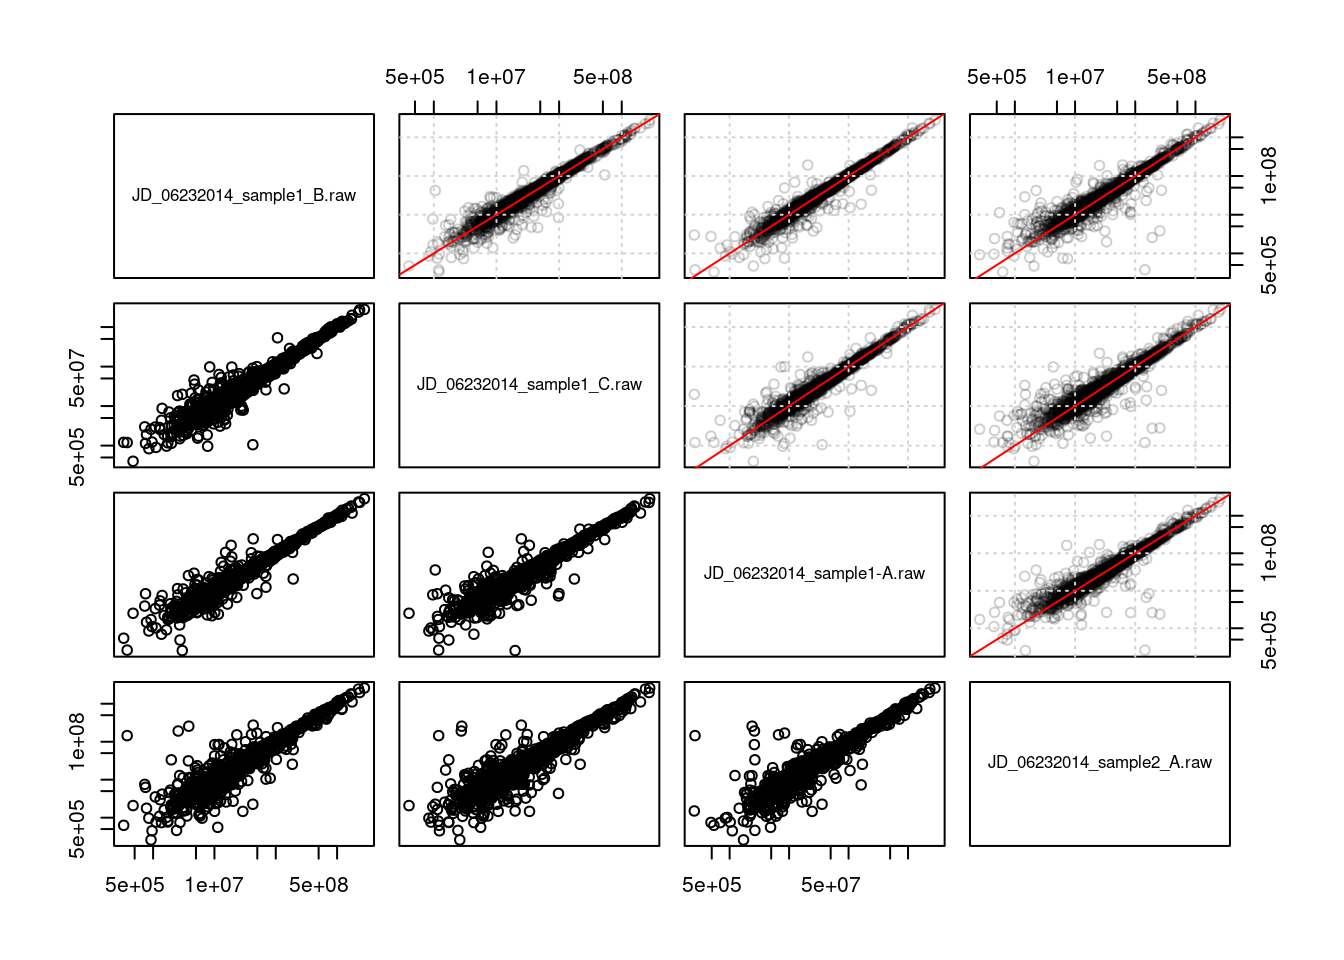 5e+05 1e+07 5e+08 5e+05 1e+07 5e+08
JD_06232014_sample1_B.raw
5e+05 1e+08
5e+05 5e+07
JD_06232014_sample1_C.raw
JD_06232014_sample1-A.raw
5e+05 1e+08
5e+05 1e+08
JD_06232014_sample2_A.raw
5e+05 1e+07 5e+08 5e+05 5e+07